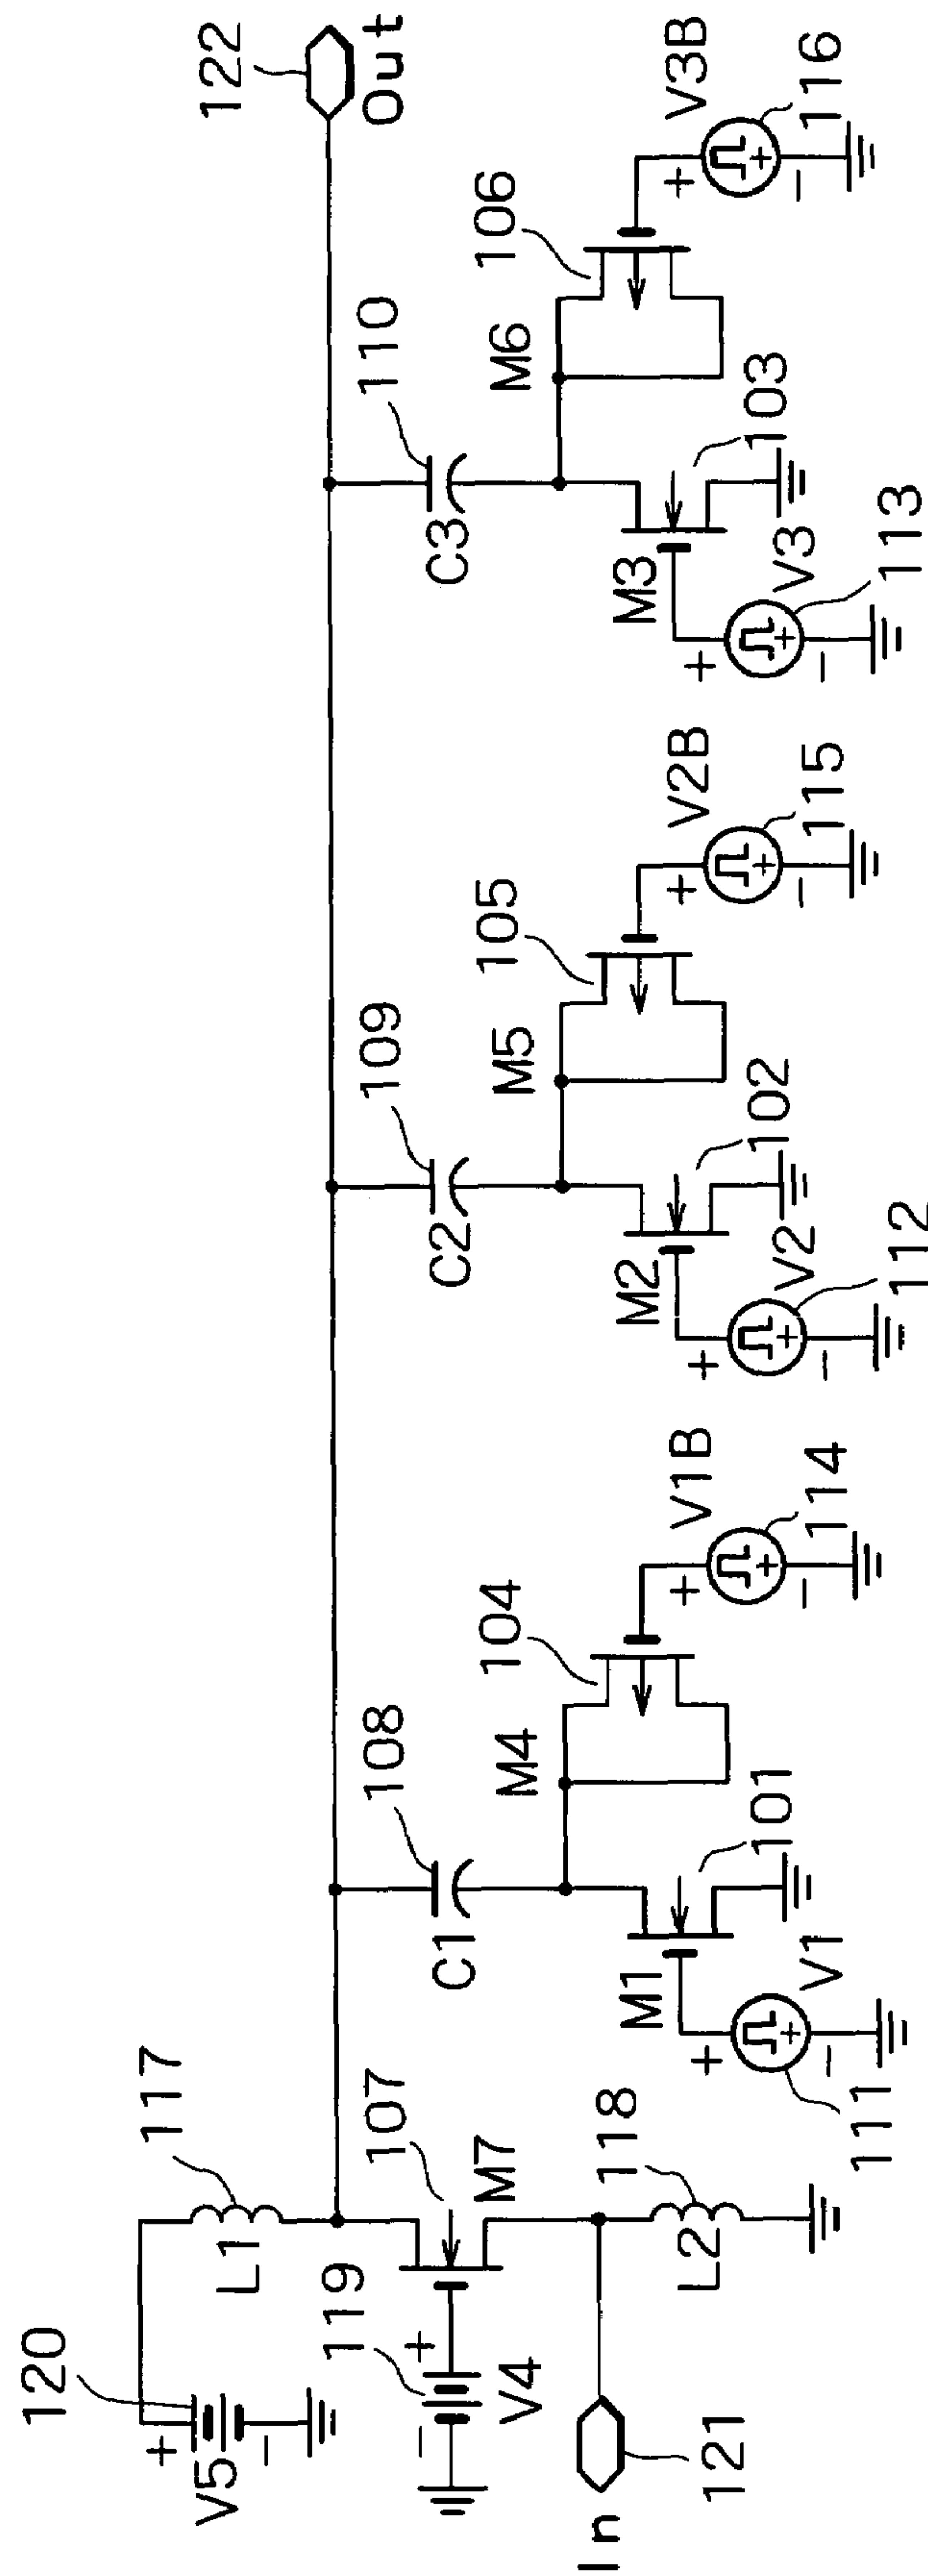 120
V5
+
−
117
L1
119
V4
+
−
107
M7
In
121
118
L2
108
C1
M4
104
M1
101
V1
111
+
−
V1B
114
+
−
109
C2
M5
105
M2
102
V2
112
+
−
V2B
115
+
−
110
C3
M6
106
M3
103
V3
113
+
−
V3B
116
+
−
122
Out